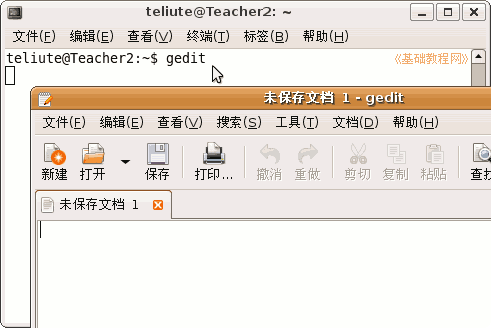 teliute@Teacher2: ~
文件(F) 编辑(E) 查看(V) 终端(T) 标签(B) 帮助(H)
teliute@Teacher2:~$ gedit
《基础教程网》
未保存文档 1 - gedit
文件(F) 编辑(E) 查看(V) 搜索(S) 工具(T) 文档(D) 帮助(H)
新建 打开 保存 打印... 撤消 重做 剪切 复制 粘贴 查找
未保存文档 1